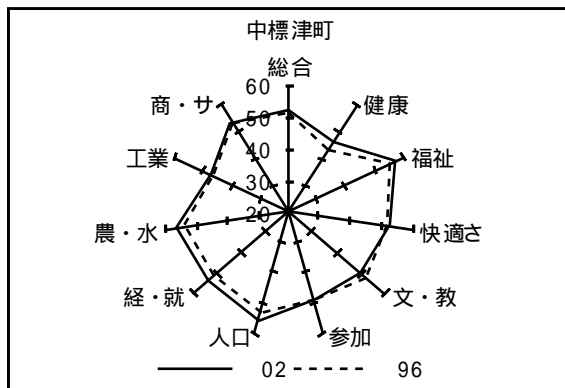 中標津町
総合
60
商・サ
健康
50
工業
40
福祉
30
農・水
20
快適さ
経・就
文・教
人口
参加
02
96